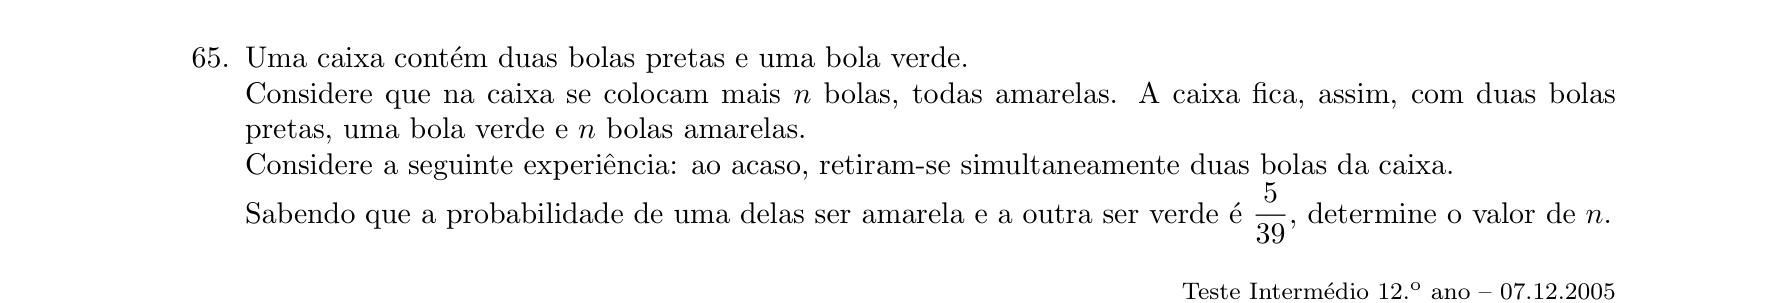 65. Uma caixa contém duas bolas pretas e uma bola verde.
Considere que na caixa se colocam mais n bolas, todas amarelas. A caixa fica, assim, com duas bolas
pretas, uma bola verde e n bolas amarelas.
Considere a seguinte experiência: ao acaso, retiram-se simultaneamente duas bolas da caixa.
Sabendo que a probabilidade de uma delas ser amarela e a outra ser verde é 5/39, determine o valor de n.
Teste Intermédio 12.º ano – 07.12.2005